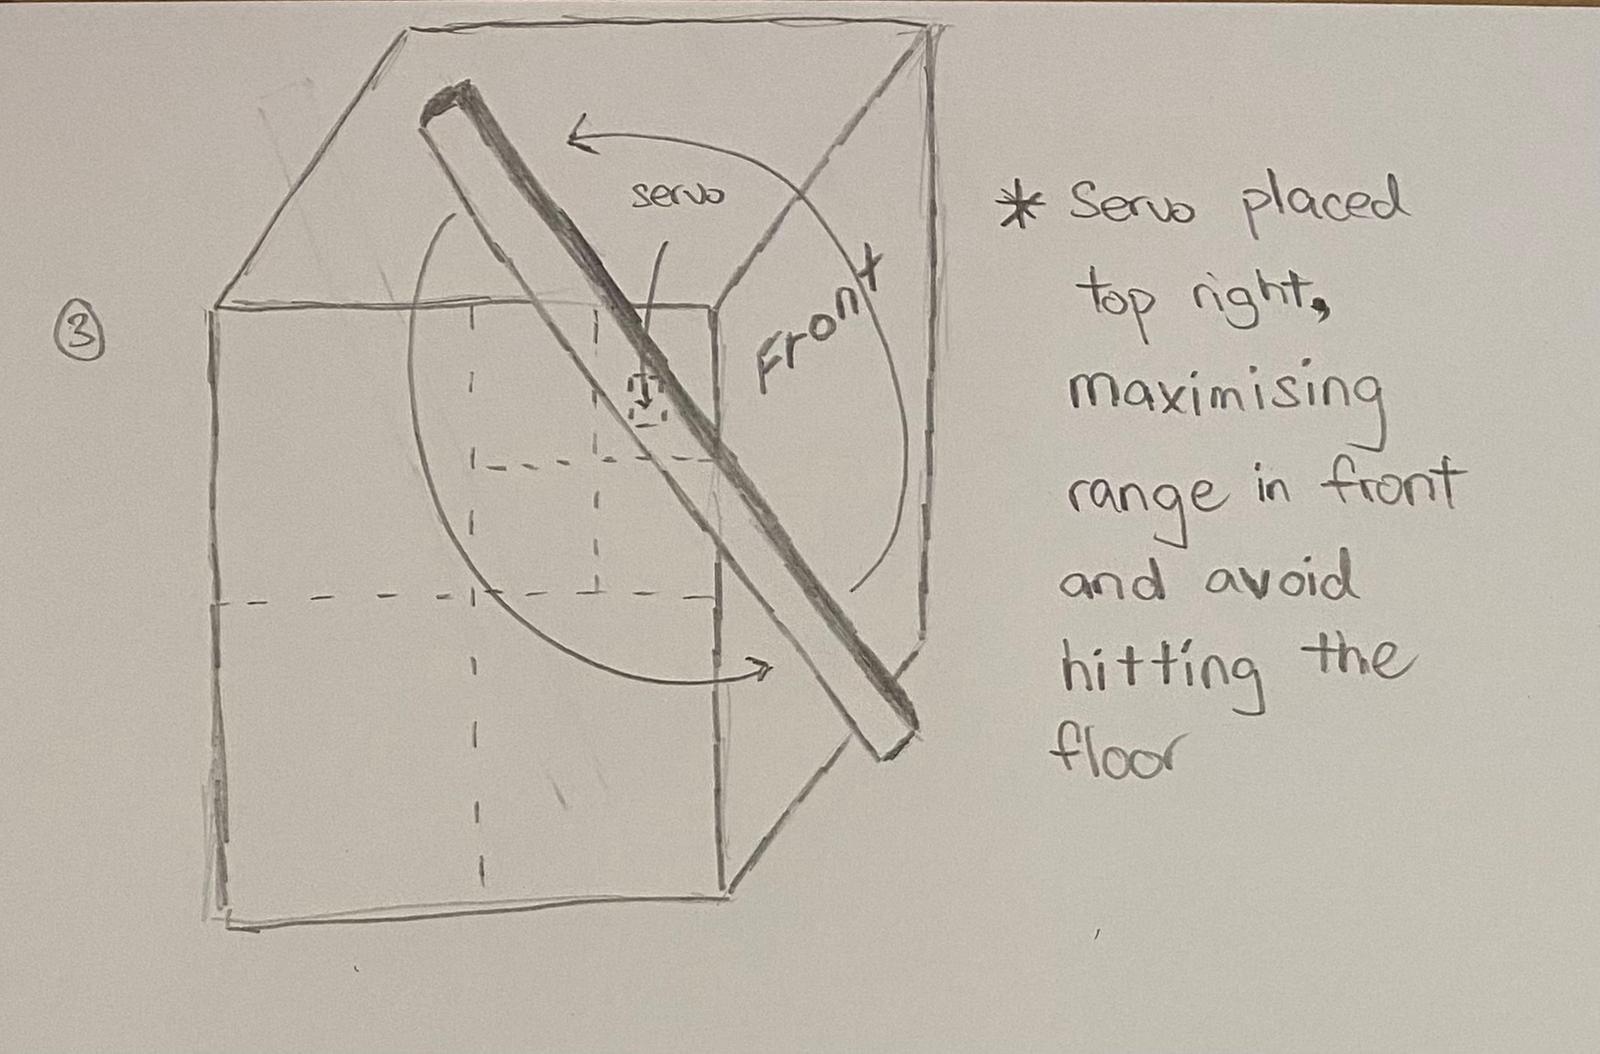 servo
Front
③
* Servo placed
top right,
maximising
range in front
and avoid
hitting the
floor